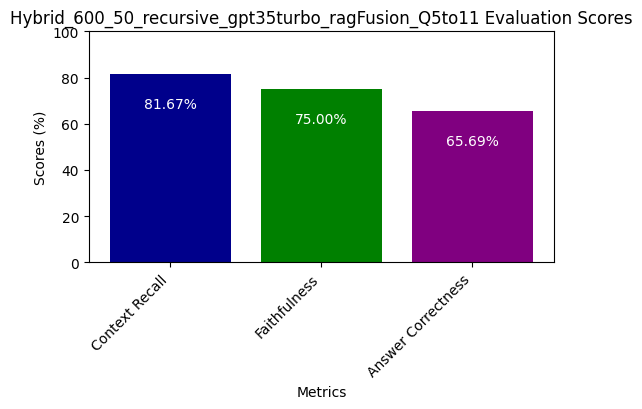 Hybrid_600_50_recursive_gpt35turbo_ragFusion_Q5to11 Evaluation Scores
100
80
60
40
20
0
Scores (%)
81.67%
75.00%
65.69%
Context Recall
Faithfulness
Answer Correctness
Metrics